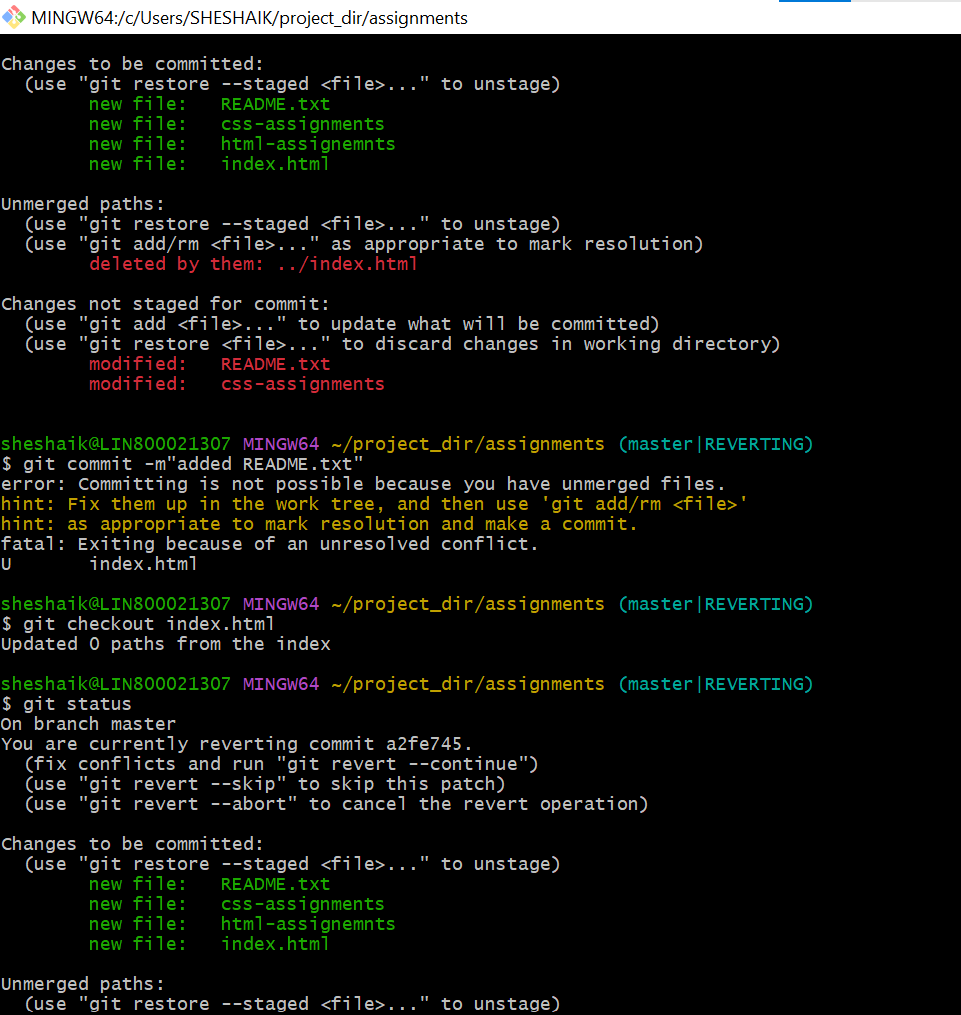 MINGW64:/c/Users/SHESHAIK/project_dir/assignments
Changes to be committed:
  (use "git restore --staged <file>..." to unstage)
        new file:   README.txt
        new file:   css-assignments
        new file:   html-assignemnts
        new file:   index.html
Unmerged paths:
  (use "git restore --staged <file>..." to unstage)
  (use "git add/rm <file>..." as appropriate to mark resolution)
        deleted by them: ../index.html
Changes not staged for commit:
  (use "git add <file>..." to update what will be committed)
  (use "git restore <file>..." to discard changes in working directory)
        modified:   README.txt
        modified:   css-assignments
sheshaik@LIN800021307 MINGW64 ~/project_dir/assignments (master|REVERTING)
$ git commit -m"added README.txt"
error: Committing is not possible because you have unmerged files.
hint: Fix them up in the work tree, and then use 'git add/rm <file>'
hint: as appropriate to mark resolution and make a commit.
fatal: Exiting because of an unresolved conflict.
U       index.html
sheshaik@LIN800021307 MINGW64 ~/project_dir/assignments (master|REVERTING)
$ git checkout index.html
Updated 0 paths from the index
sheshaik@LIN800021307 MINGW64 ~/project_dir/assignments (master|REVERTING)
$ git status
On branch master
You are currently reverting commit a2fe745.
  (fix conflicts and run "git revert --continue")
  (use "git revert --skip" to skip this patch)
  (use "git revert --abort" to cancel the revert operation)
Changes to be committed:
  (use "git restore --staged <file>..." to unstage)
        new file:   README.txt
        new file:   css-assignments
        new file:   html-assignemnts
        new file:   index.html
Unmerged paths:
  (use "git restore --staged <file>..." to unstage)